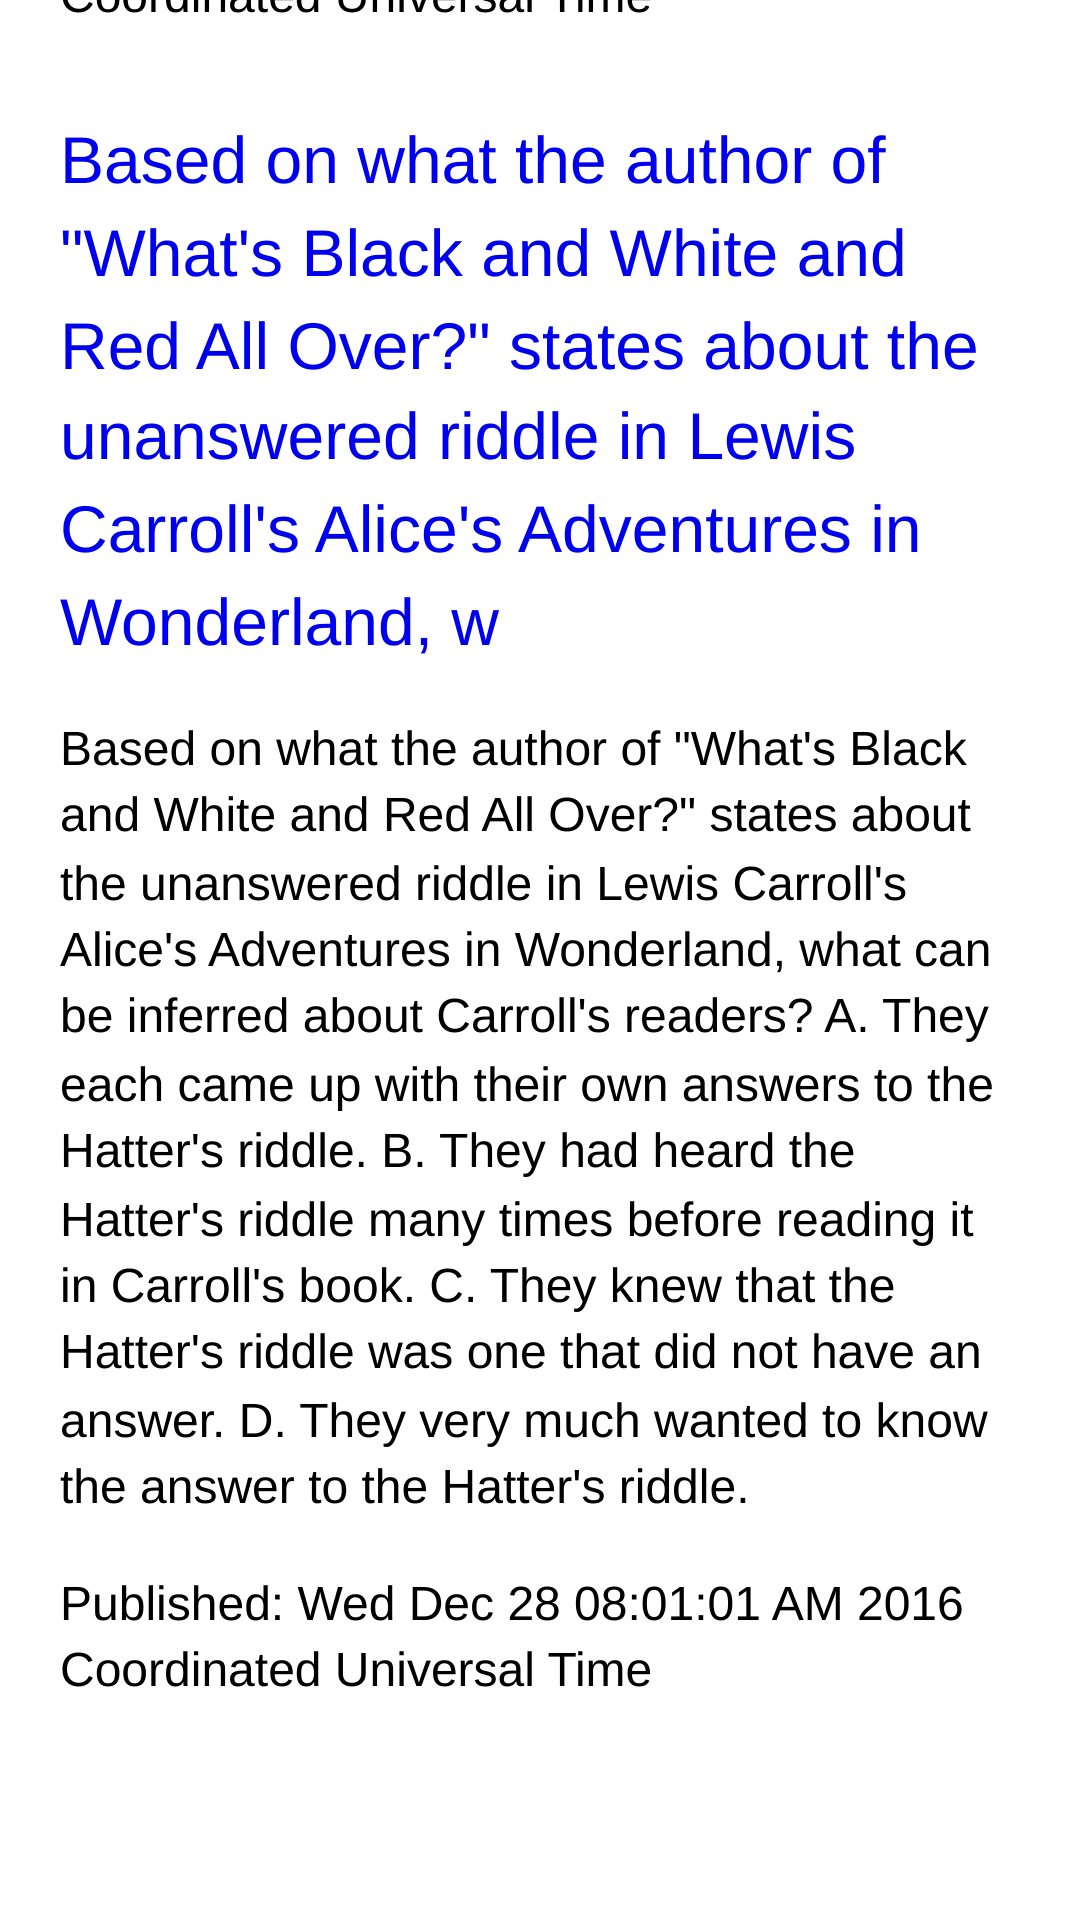 Coordinated Universal Time
Based on what the author of
"What's Black and White and
Red All Over?" states about the
unanswered riddle in Lewis
Carroll's Alice's Adventures in
Wonderland, w
Based on what the author of "What's Black
and White and Red All Over?" states about
the unanswered riddle in Lewis Carroll's
Alice's Adventures in Wonderland, what can
be inferred about Carroll's readers? A. They
each came up with their own answers to the
Hatter's riddle. B. They had heard the
Hatter's riddle many times before reading it
in Carroll's book. C. They knew that the
Hatter's riddle was one that did not have an
answer. D. They very much wanted to know
the answer to the Hatter's riddle.
Published: Wed Dec 28 08:01:01 AM 2016
Coordinated Universal Time